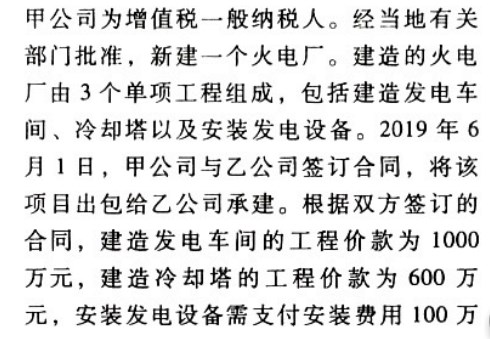 甲公司为增值税一般纳税人。经当地有关
部门批准，新建一个火电厂。建造的火电
厂由3个单项工程组成，包括建造发电车
间、冷却塔以及安装发电设备。2019 年 6
月 1 日，甲公司与乙公司签订合同，将该
项目出包给乙公司承建。根据双方签订的
合同，建造发电车间的工程价款为 1000
万元，建造冷却塔的工程价款为 600 万
元，安装发电设备需支付安装费用 100 万